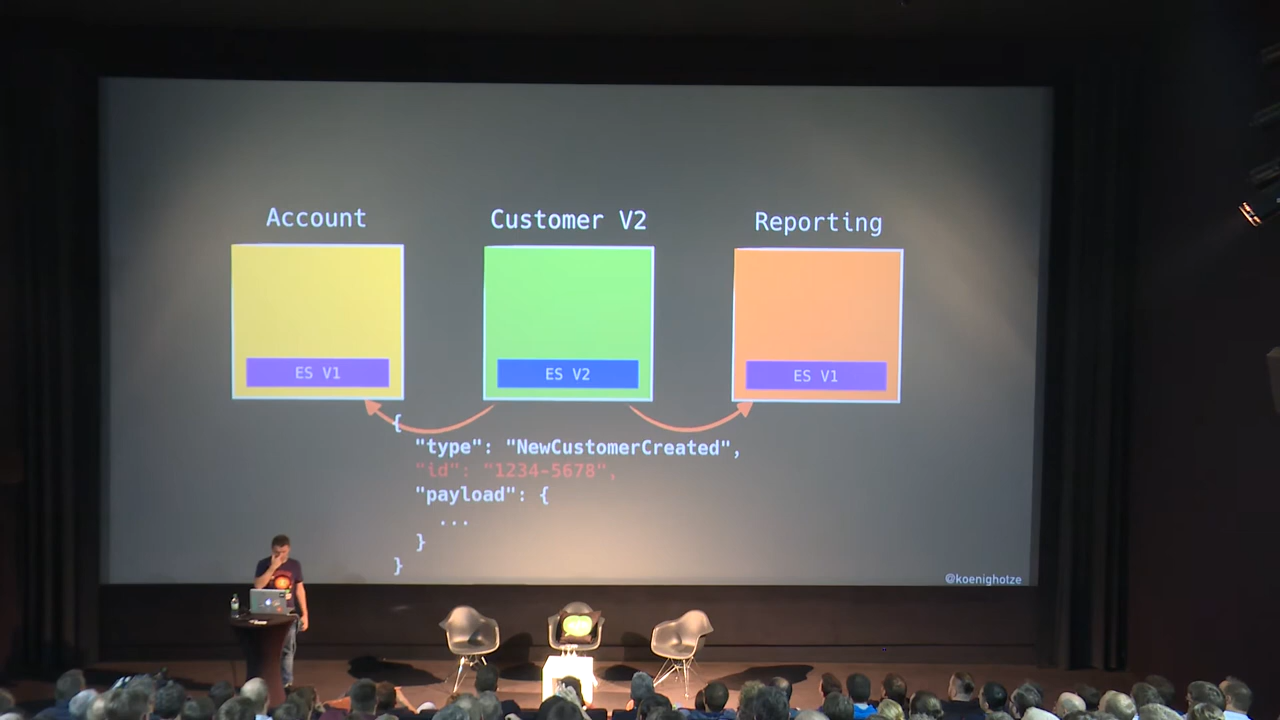 Account
Customer V2
Reporting
ES V1
ES V2
ES V1
{
"type": "NewCustomerCreated",
"id": "1234-5678",
"payload": {
...
}
}
@koenighotze